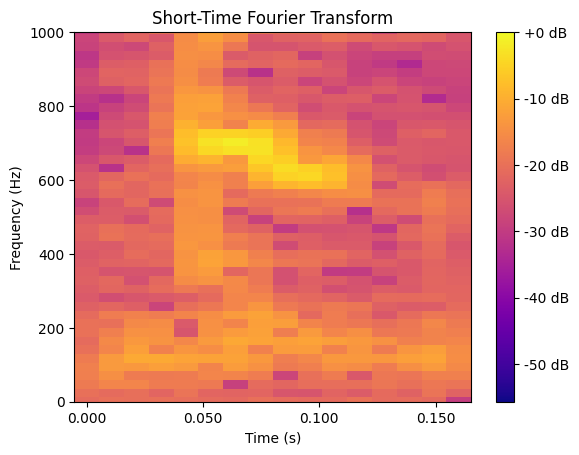 Short-Time Fourier Transform
1000
800
600
400
200
0
Frequency (Hz)
0.000
0.050
0.100
0.150
Time (s)
+0 dB
-10 dB
-20 dB
-30 dB
-40 dB
-50 dB